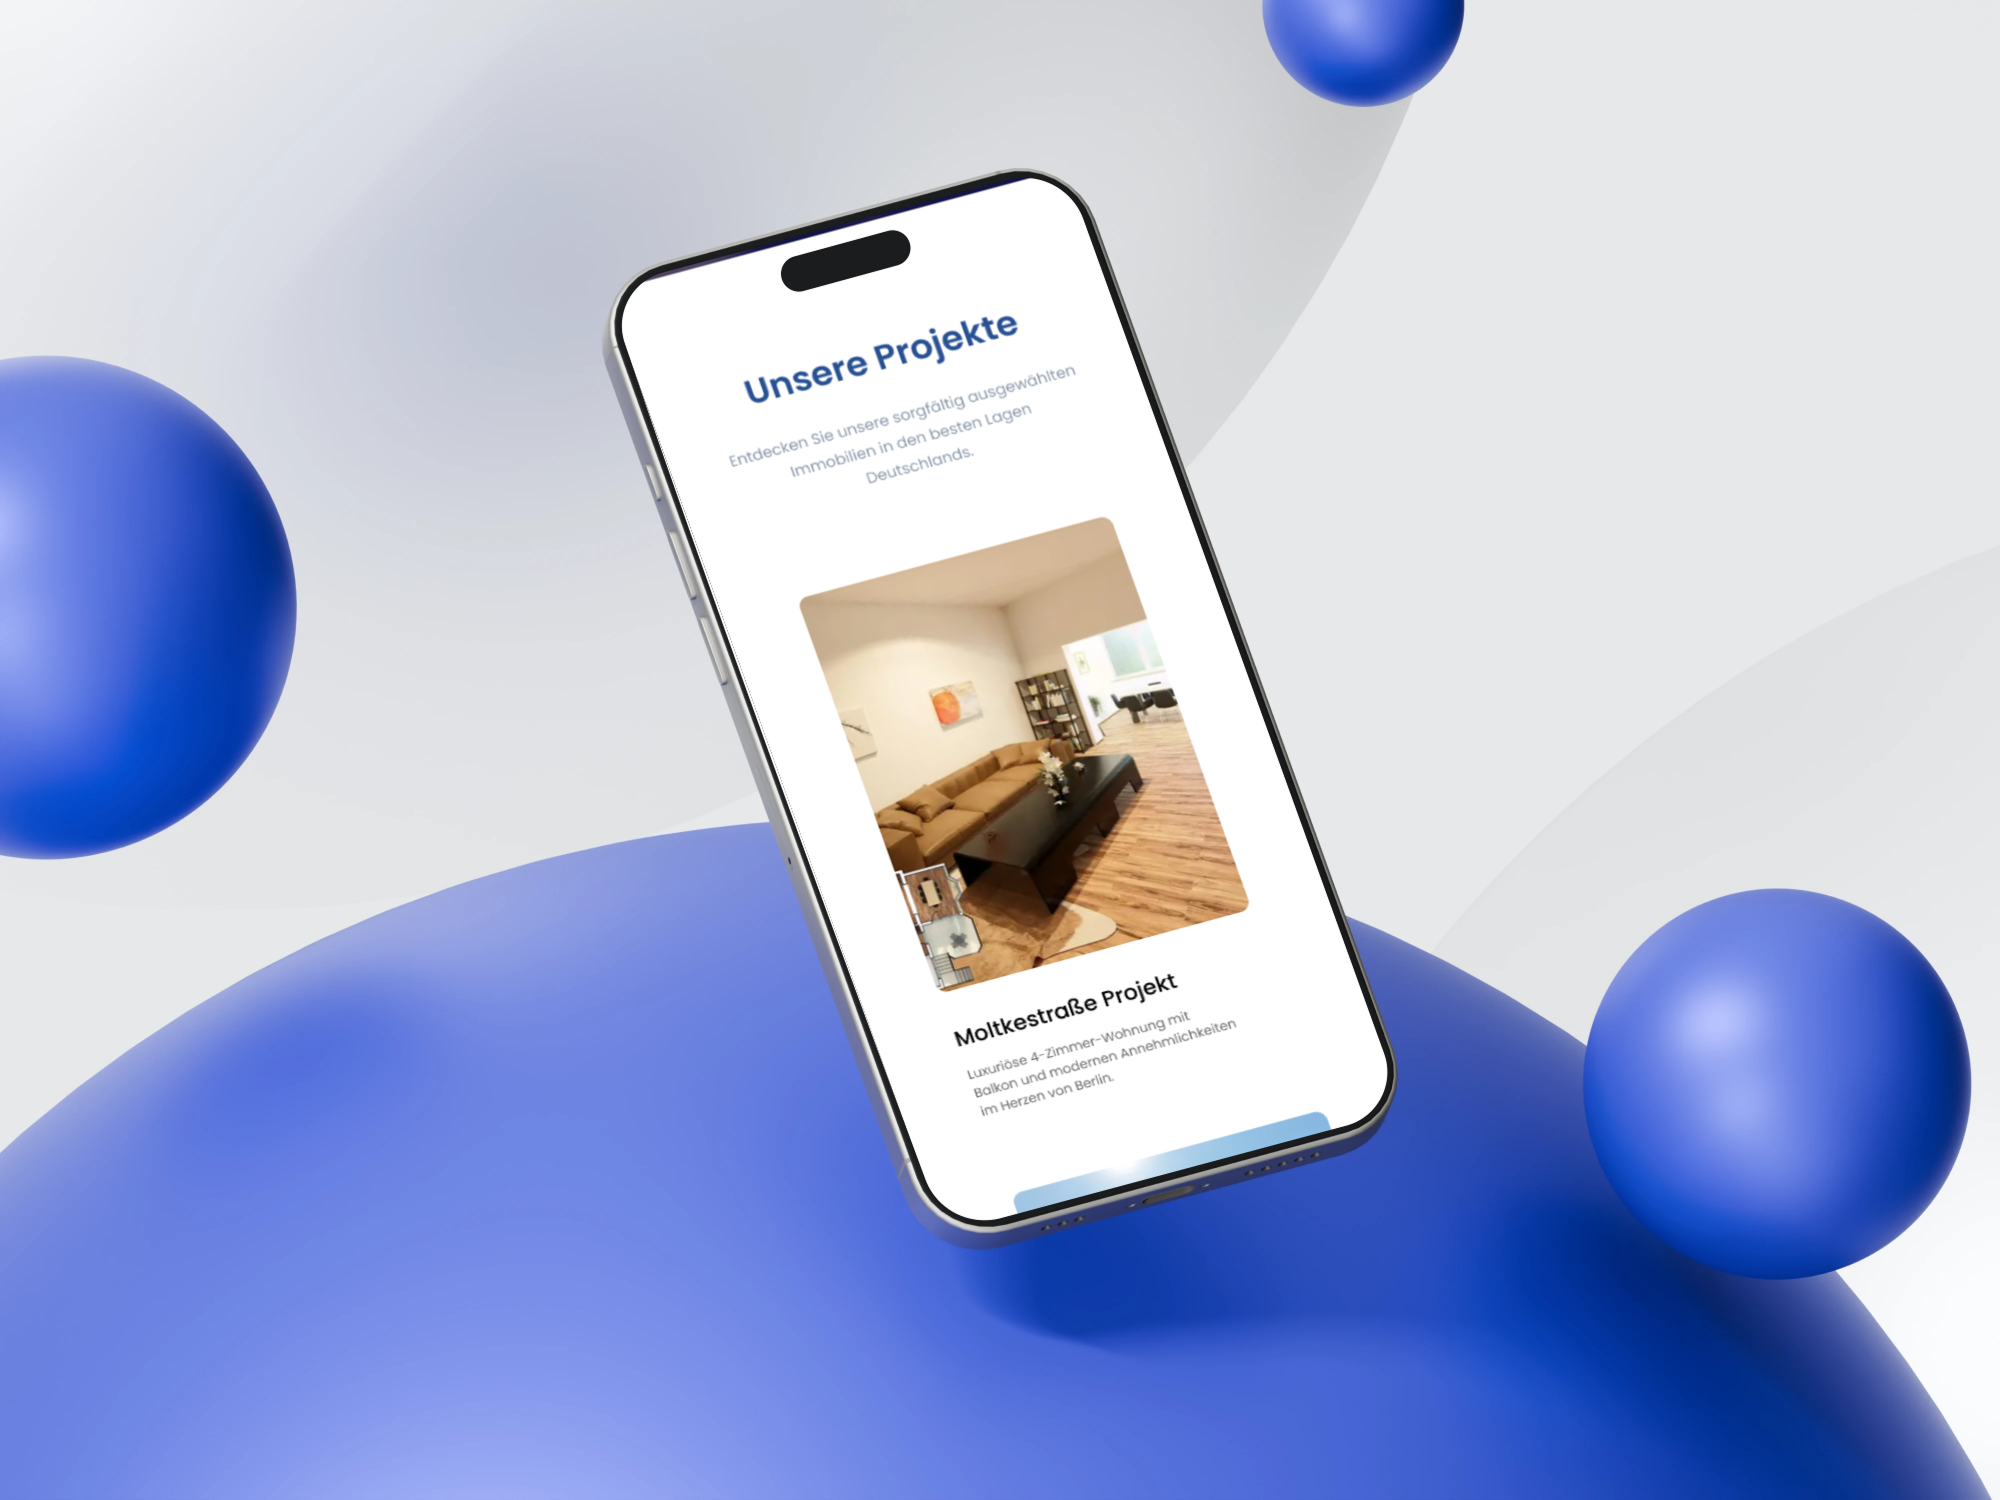 Unsere Projekte
Entdecken Sie unsere sorgfältig ausgewählten
Immobilien in den besten Lagen
Deutschlands.
Moltkestraße Projekt
Luxuriöse 4-Zimmer-Wohnung mit
Balkon und modernen Annehmlichkeiten
im Herzen von Berlin.